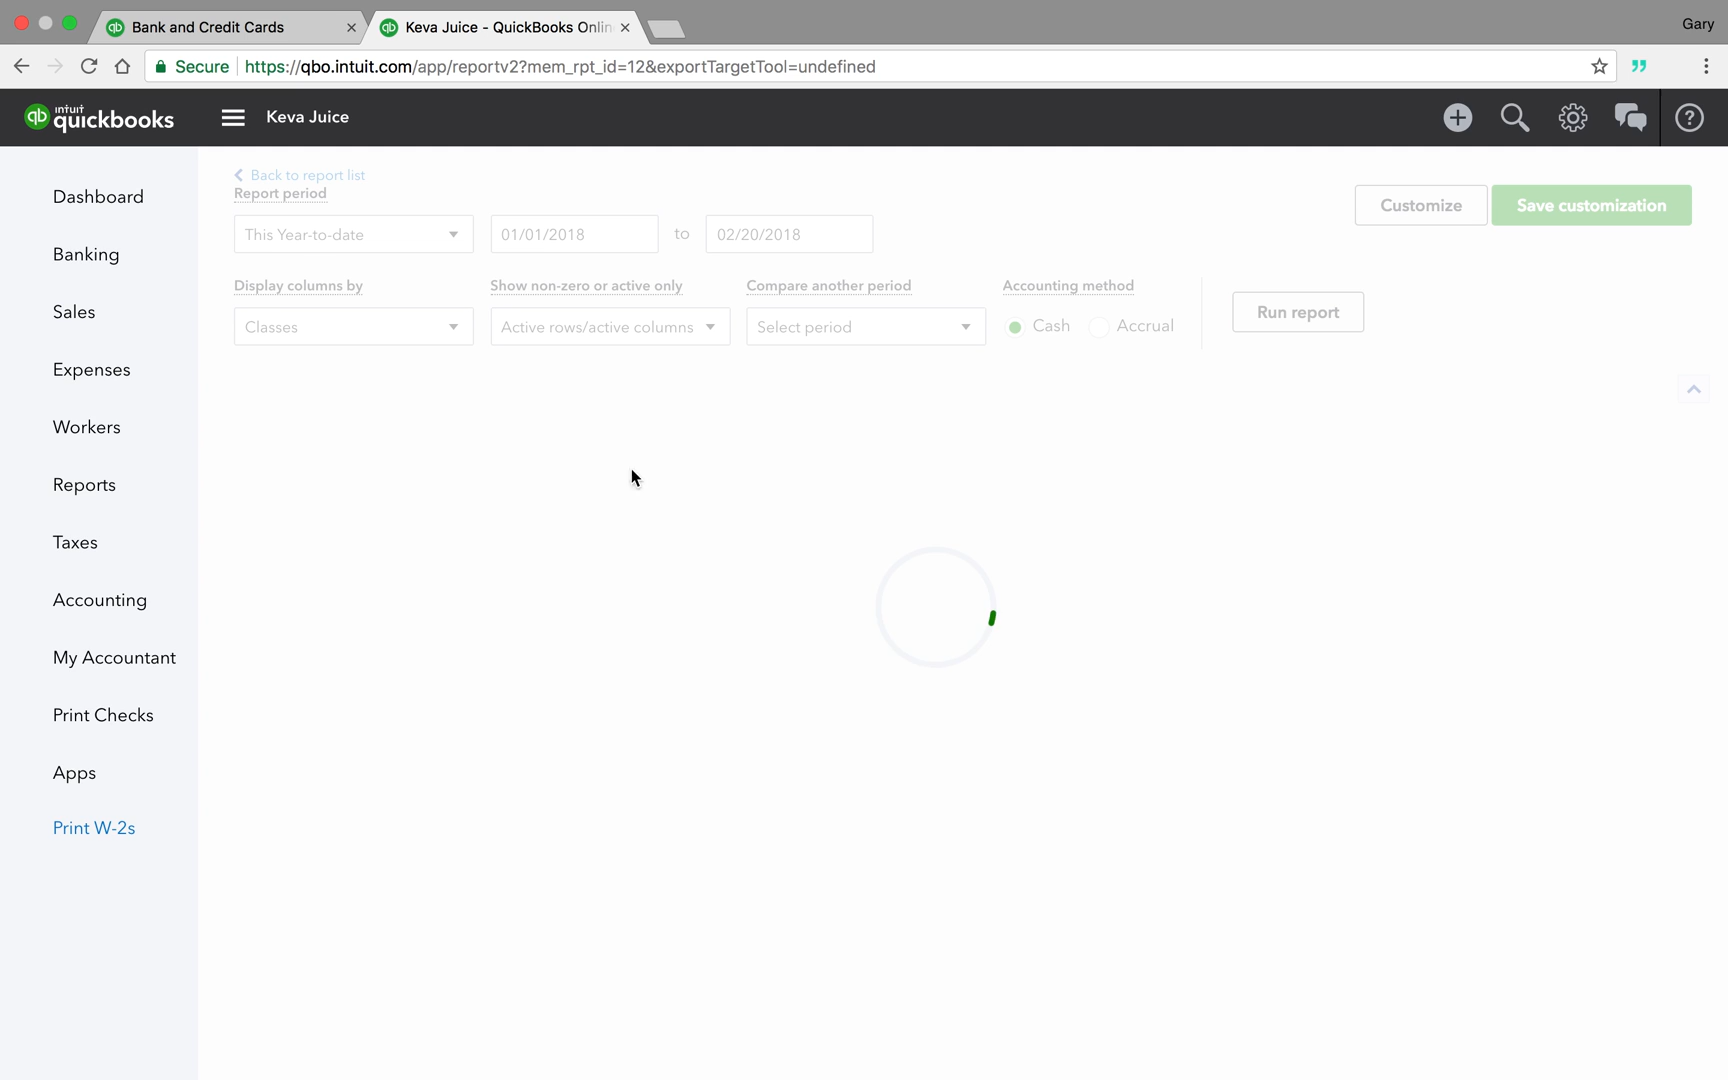 Bank and Credit Cards
Keva Juice - QuickBooks Onlin
Gary
Secure
https://qbo.intuit.com/app/reportv2?mem_rpt_id=12&exportTargetTool=undefined
qb intuit quickbooks
Keva Juice
Dashboard
Banking
Sales
Expenses
Workers
Reports
Taxes
Accounting
My Accountant
Print Checks
Apps
Print W-2s
Back to report list
Report period
This Year-to-date
01/01/2018
to
02/20/2018
Customize
Save customization
Display columns by
Show non-zero or active only
Compare another period
Accounting method
Classes
Active rows/active columns
Select period
Cash
Accrual
Run report